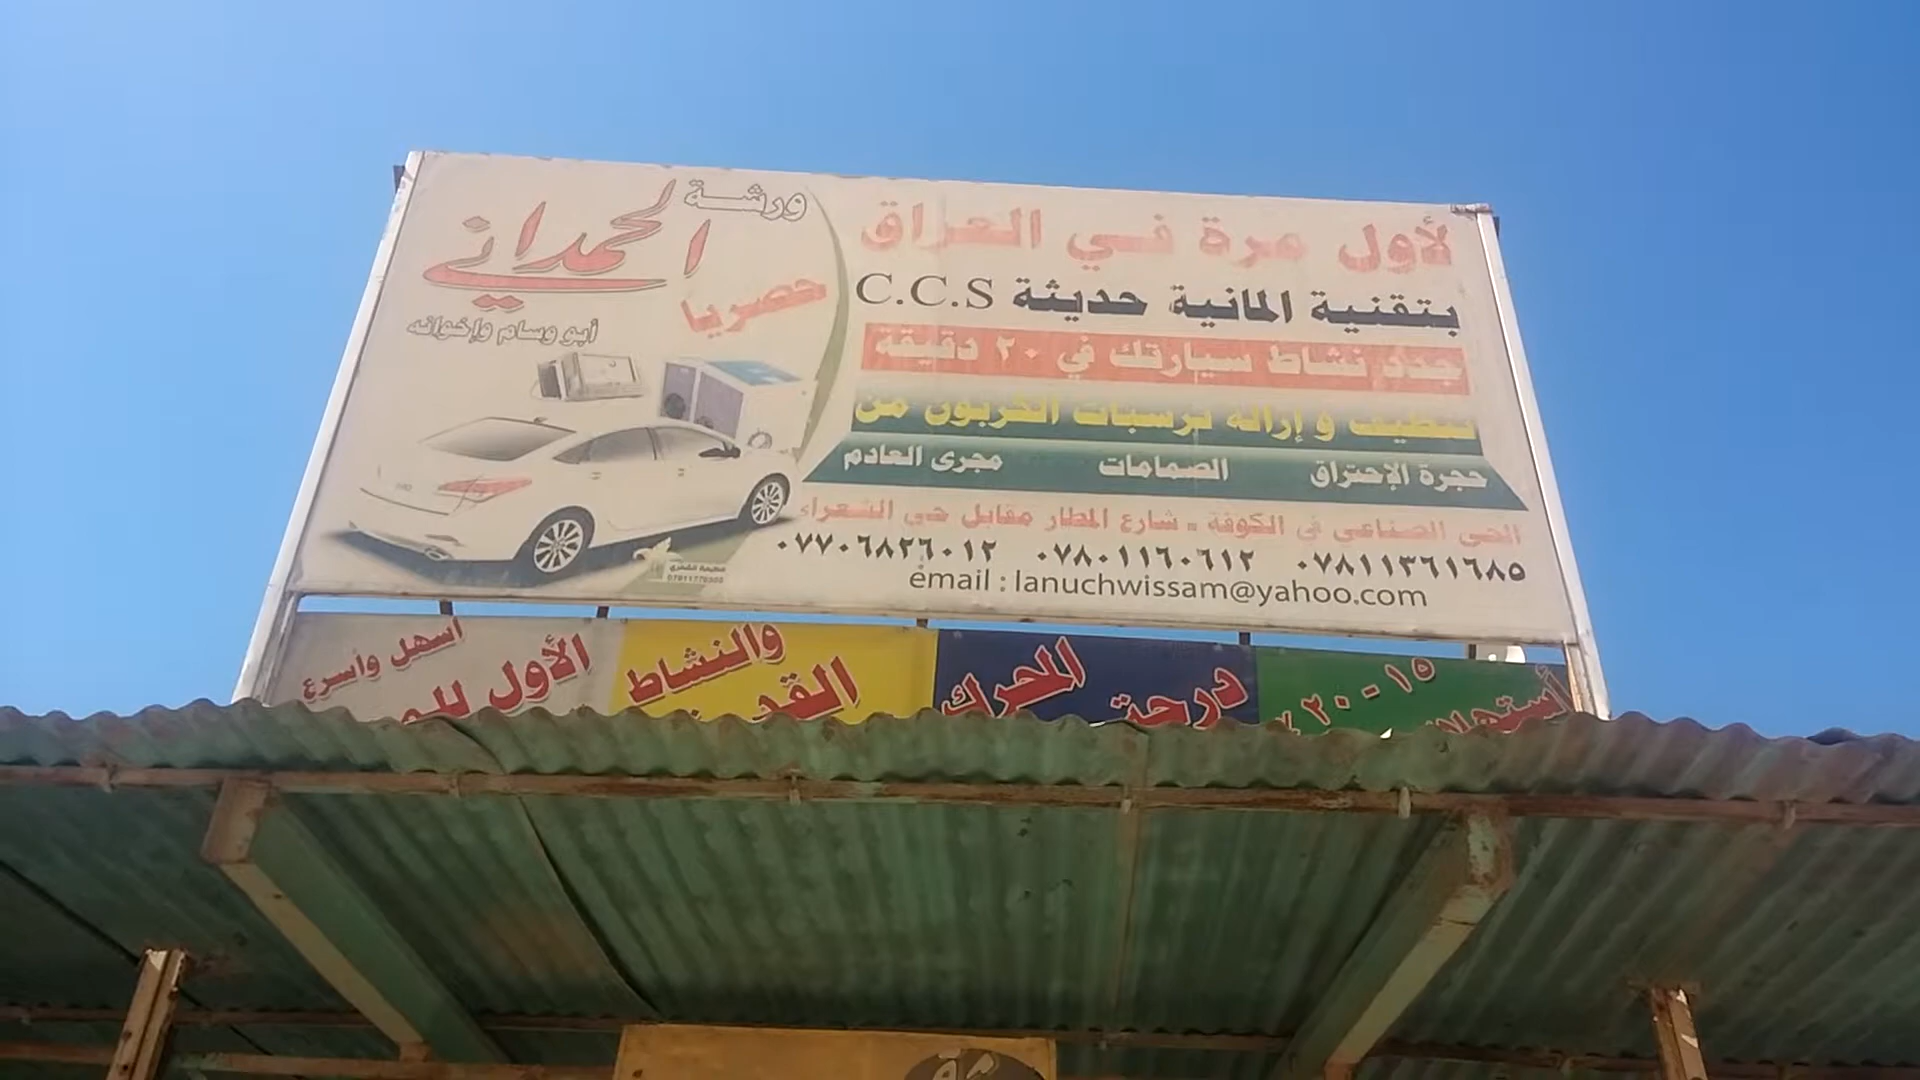 ورشة
الحمداني
حصريا
أبو وسام وإخوانه
لأول مرة في العراق
بتقنية المانية حديثة C.C.S
جدد نشاط سيارتك في ٢٠ دقيقة
تنظيف و إزالة ترسبات الكربون من
حجرة الإحتراق الصمامات مجرى العادم
الحي الصناعي في الكوفة - شارع المطار مقابل حي الشعراء
٠٧٨١١٣٦١٦٨٥ ٠٧٨٠١١٦٠٦١٢ ٠٧٧٠٦٨٢٦٠١٢
email : lanuchwissam@yahoo.com
١٥ - ٢٠ %
درجة
المحرك
والنشاط
أسهل وأسرع
الأول